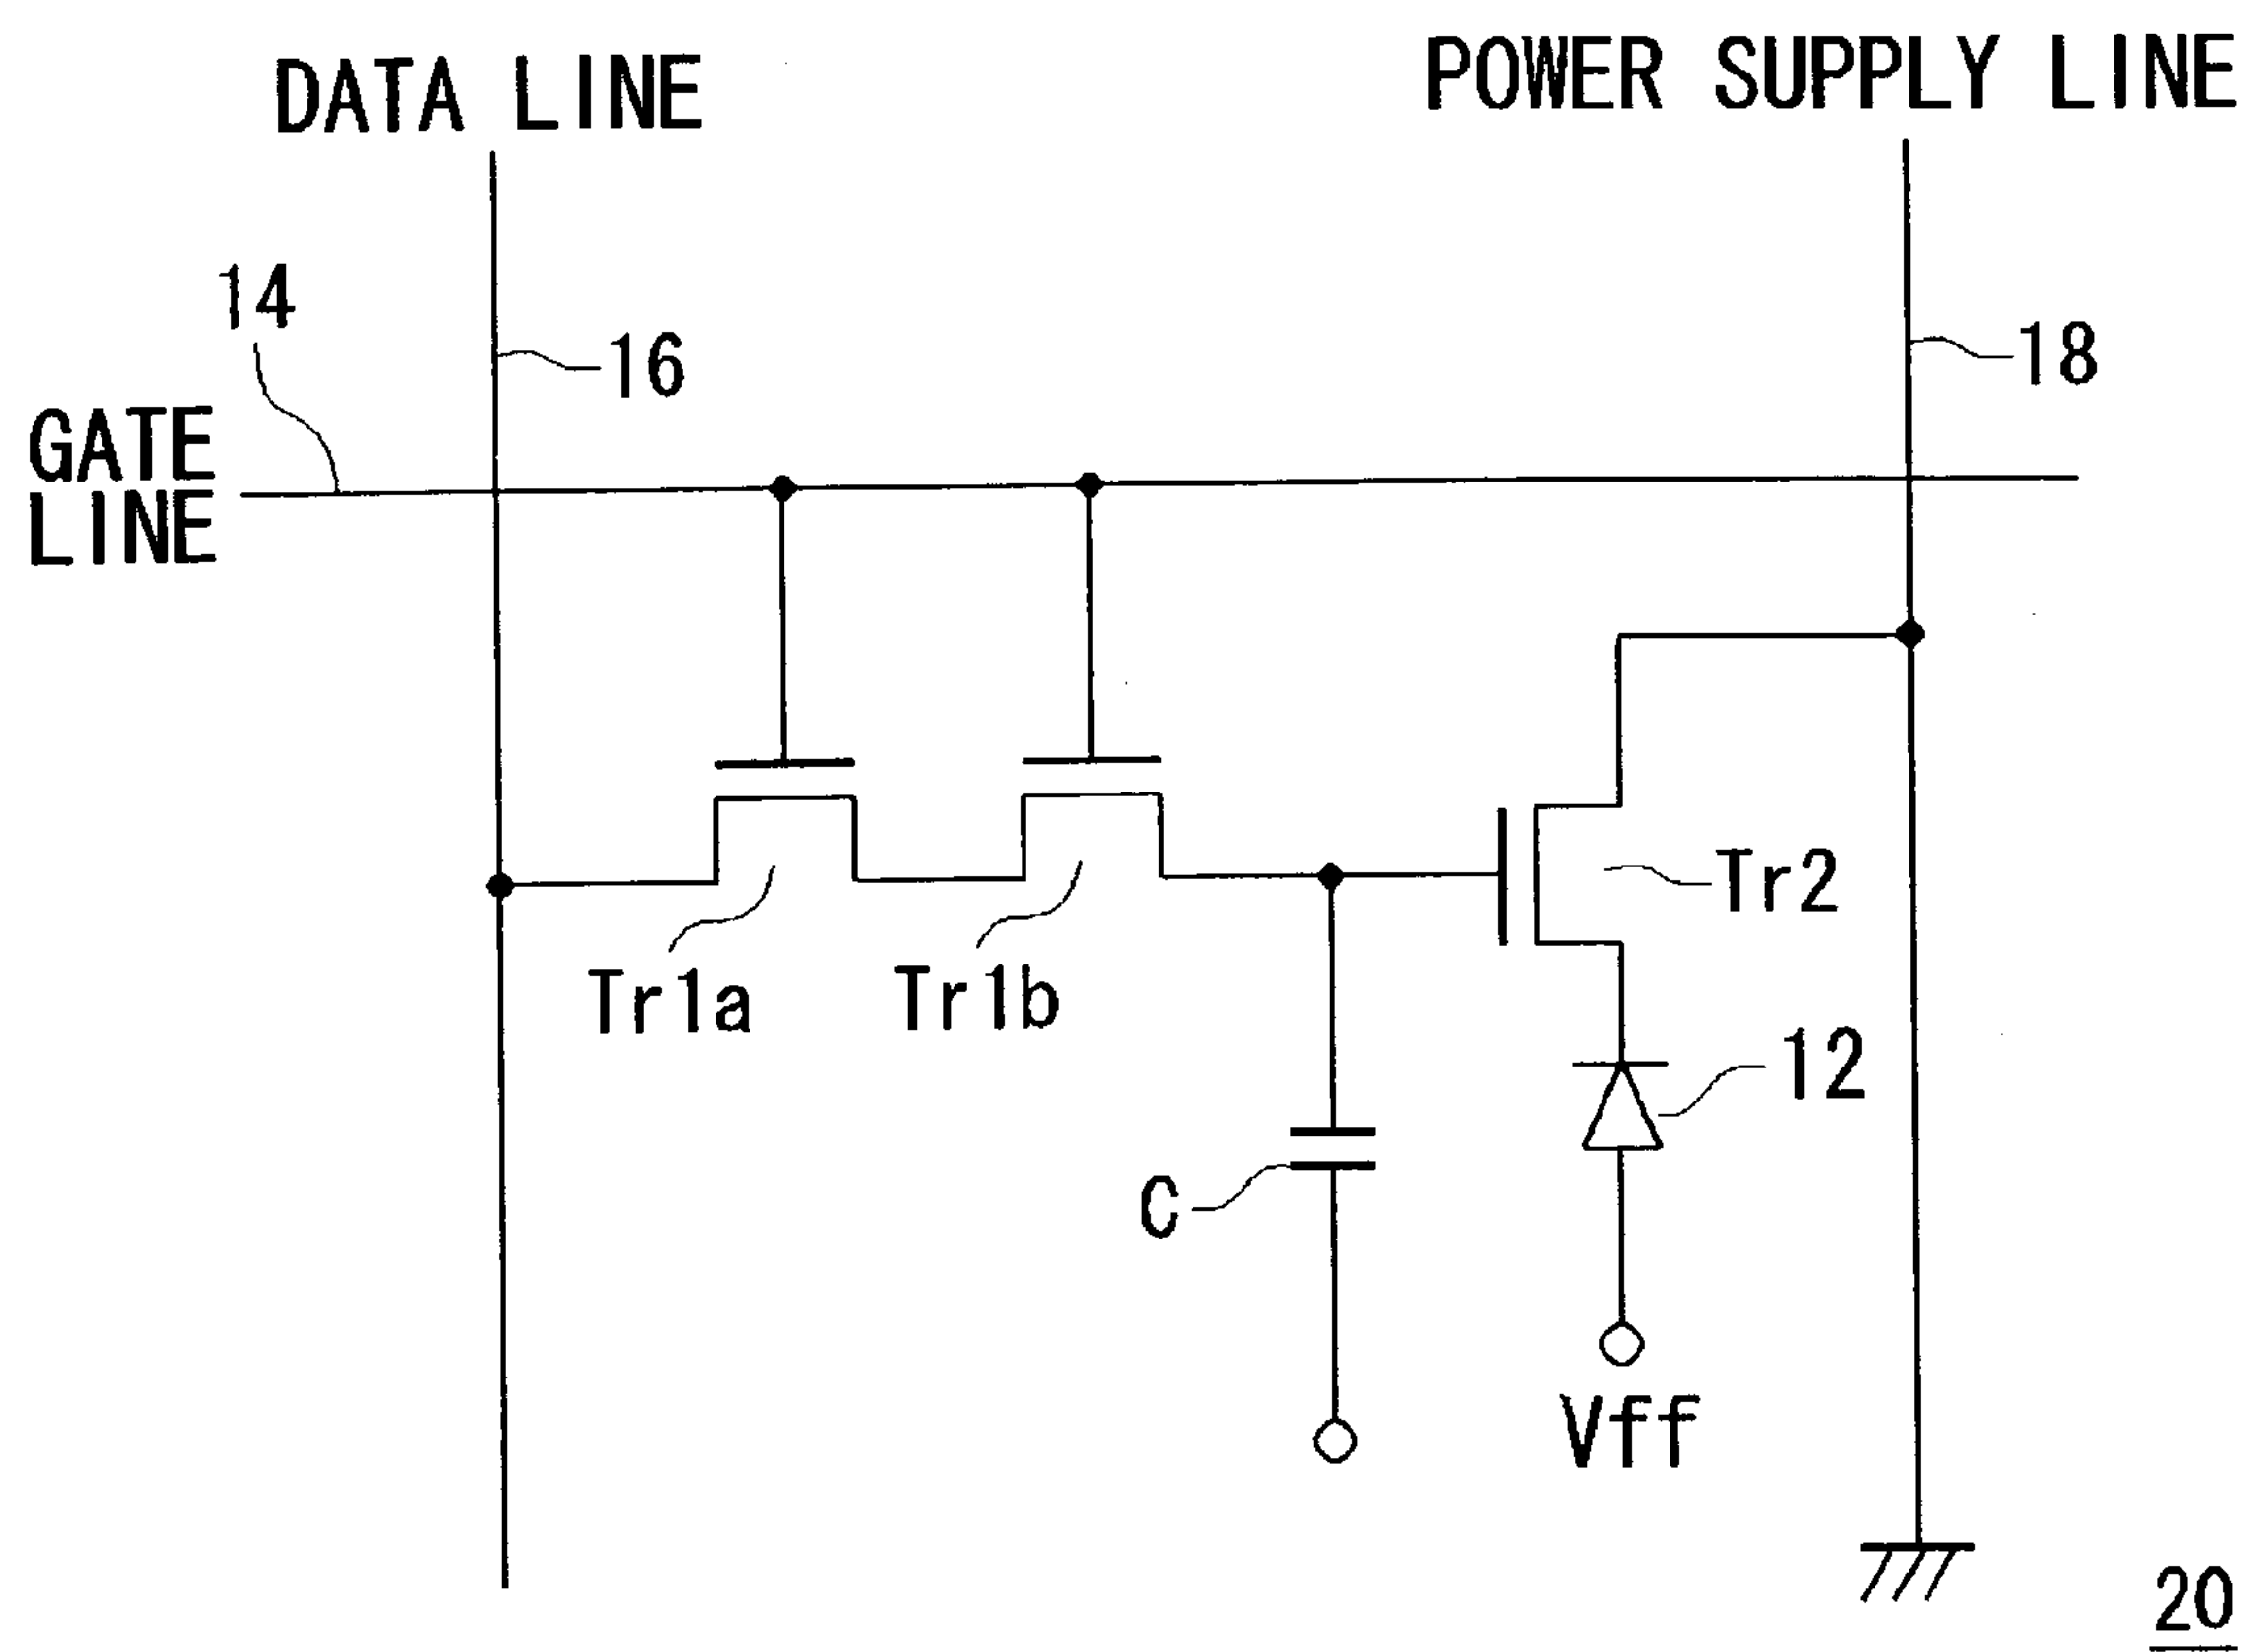 DATA LINE
POWER SUPPLY LINE
14
16
18
GATE
LINE
Tr2
Tr1a
Tr1b
12
C
Vff
20